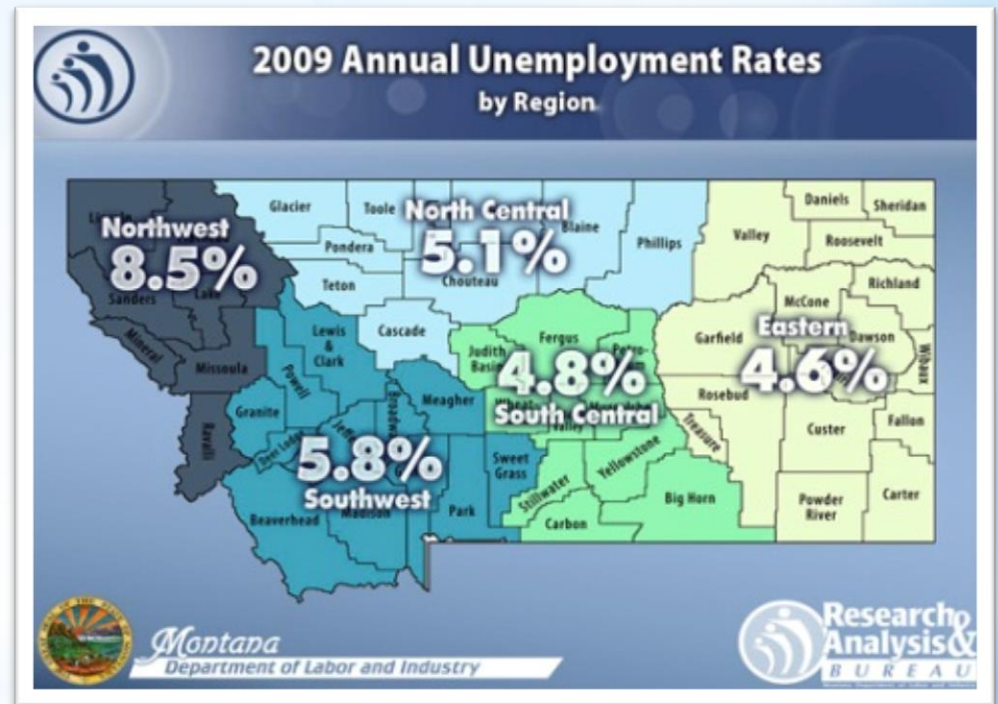 2009 Annual Unemployment Rates
by Region
Northwest
8.5%
Sanders
Mineral
Missoula
Ravalli
North Central
5.1%
Glacier
Toole
Blaine
Phillips
Pondera
Chouteau
Teton
Cascade
Eastern
4.6%
Daniels
Sheridan
Valley
Roosevelt
Richland
McCone
Garfield
Dawson
Wibaux
Rosebud
Treasure
Custer
Fallon
Powder
River
Carter
4.8%
South Central
Fergus
Judith
Basin
Valley
Stillwater
Yellowstone
Carbon
Big Horn
5.8%
Southwest
Lewis
&
Clark
Powell
Granite
Deer Lodge
Meagher
Sweet
Grass
Beaverhead
Madison
Park
Montana
Department of Labor and Industry
Research
&
Analysis
BUREAU